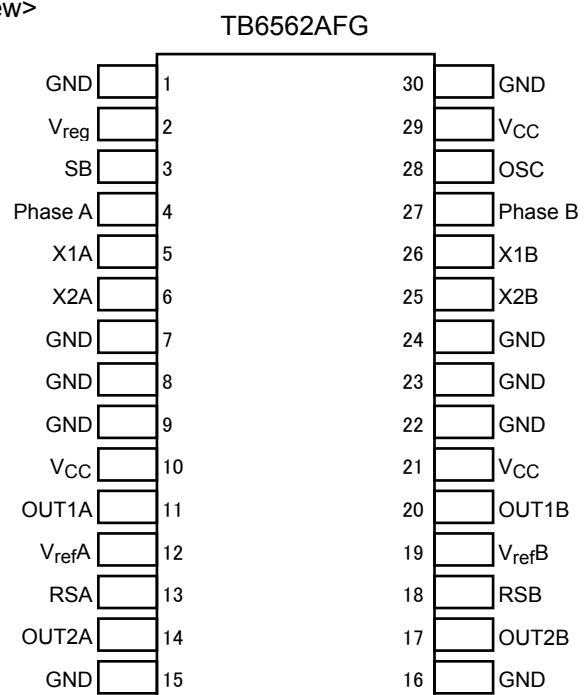 ew>
TB6562AFG
GND 1 30 GND
Vreg 2 29 VCC
SB 3 28 OSC
Phase A 4 27 Phase B
X1A 5 26 X1B
X2A 6 25 X2B
GND 7 24 GND
GND 8 23 GND
GND 9 22 GND
VCC 10 21 VCC
OUT1A 11 20 OUT1B
VrefA 12 19 VrefB
RSA 13 18 RSB
OUT2A 14 17 OUT2B
GND 15 16 GND